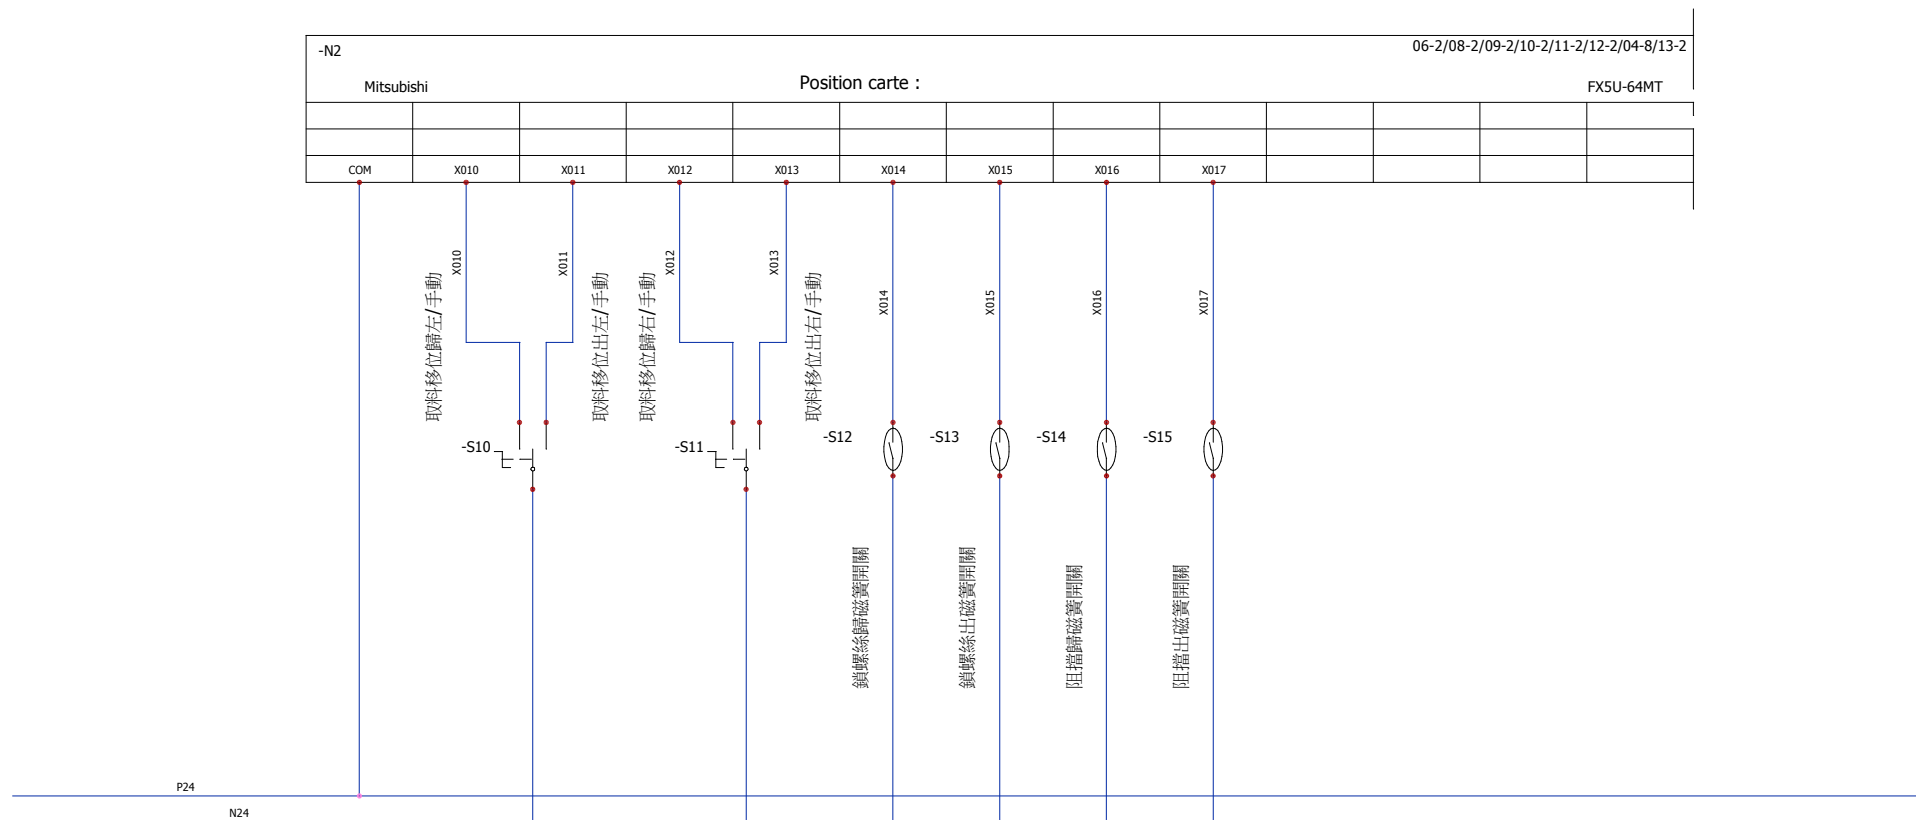 -N2
06-2/08-2/09-2/10-2/11-2/12-2/04-8/13-2
Mitsubishi
Position carte :
FX5U-64MT
COM
X010
X011
X012
X013
X014
X015
X016
X017
X010
X011
X012
X013
X014
X015
X016
X017
取料移位歸左/手動
取料移位出左/手動
取料移位歸右/手動
取料移位出右/手動
-S10
-S11
-S12
-S13
-S14
-S15
鎖螺絲歸磁簧開關
鎖螺絲出磁簧開關
阻擋歸磁簧開關
阻擋出磁簧開關
P24
N24